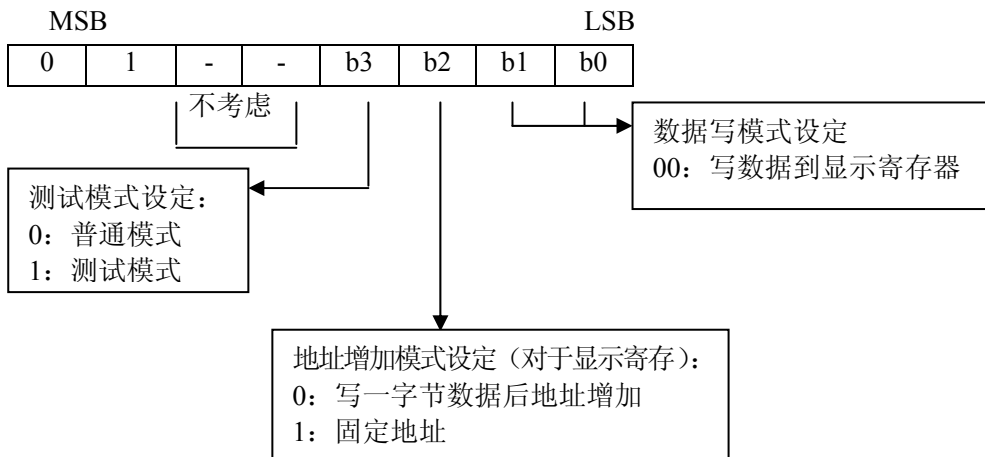 MSB LSB
0 1 - - b3 b2 b1 b0
不考虑
数据写模式设定
00：写数据到显示寄存器
测试模式设定：
0：普通模式
1：测试模式
地址增加模式设定（对于显示寄存）：
0：写一字节数据后地址增加
1：固定地址